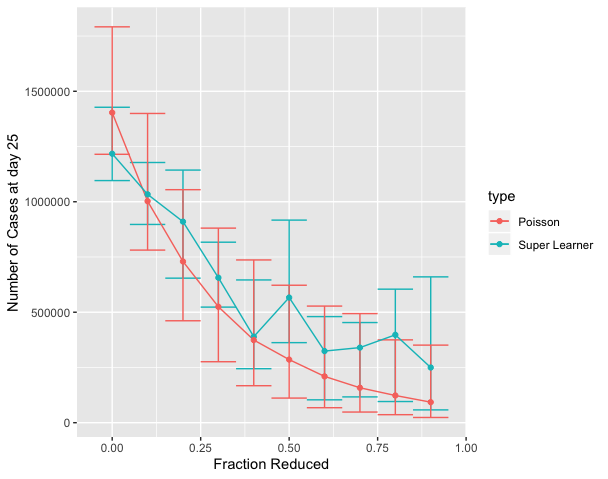 Number of Cases at day 25
1500000
1000000
500000
0
0.00 0.25 0.50 0.75 1.00
Fraction Reduced
type
Poisson
Super Learner